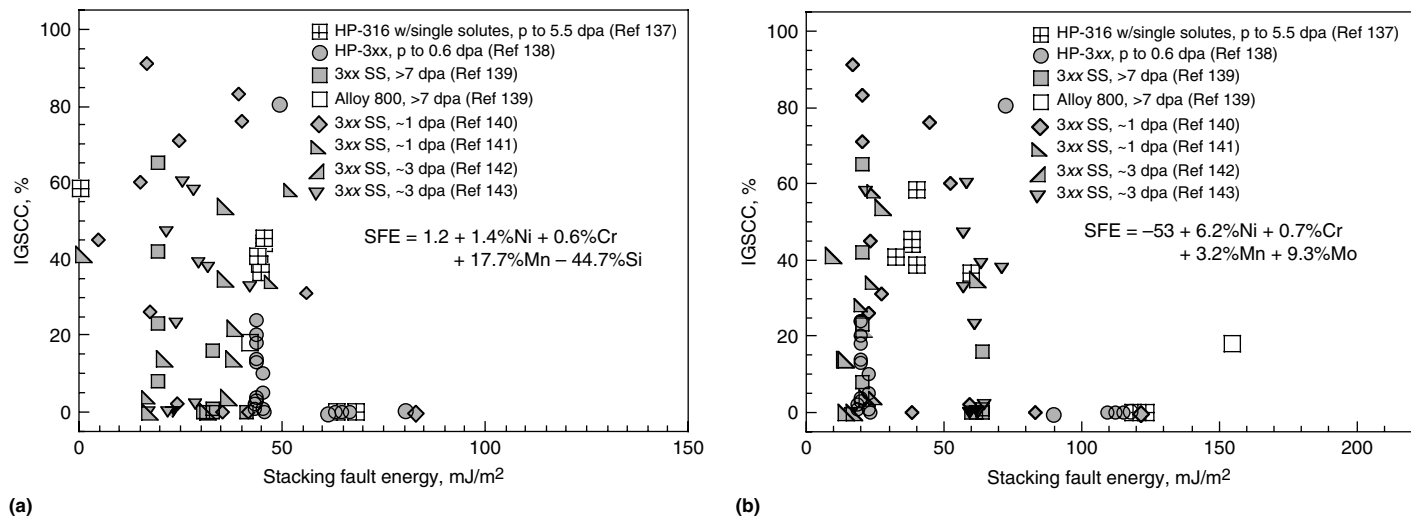 100
80
60
40
20
0
IGSCC, %
HP-316 w/single solutes, p to 5.5 dpa (Ref 137)
HP-3xx, p to 0.6 dpa (Ref 138)
3xx SS, >7 dpa (Ref 139)
Alloy 800, >7 dpa (Ref 139)
3xx SS, ~1 dpa (Ref 140)
3xx SS, ~1 dpa (Ref 141)
3xx SS, ~3 dpa (Ref 142)
3xx SS, ~3 dpa (Ref 143)
SFE = 1.2 + 1.4%Ni + 0.6%Cr
+ 17.7%Mn – 44.7%Si
0 50 100 150
Stacking fault energy, mJ/m2
(a)
100
80
60
40
20
0
IGSCC, %
HP-316 w/single solutes, p to 5.5 dpa (Ref 137)
HP-3xx, p to 0.6 dpa (Ref 138)
3xx SS, >7 dpa (Ref 139)
Alloy 800, >7 dpa (Ref 139)
3xx SS, ~1 dpa (Ref 140)
3xx SS, ~1 dpa (Ref 141)
3xx SS, ~3 dpa (Ref 142)
3xx SS, ~3 dpa (Ref 143)
SFE = –53 + 6.2%Ni + 0.7%Cr
+ 3.2%Mn + 9.3%Mo
0 50 100 150 200
Stacking fault energy, mJ/m2
(b)